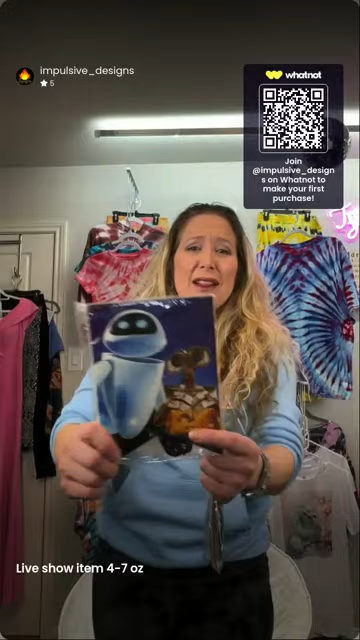 impulsive_designs
★ 5
whatnot
Join
@impulsive_design
s on Whatnot to
make your first
purchase!
Live show item 4-7 oz